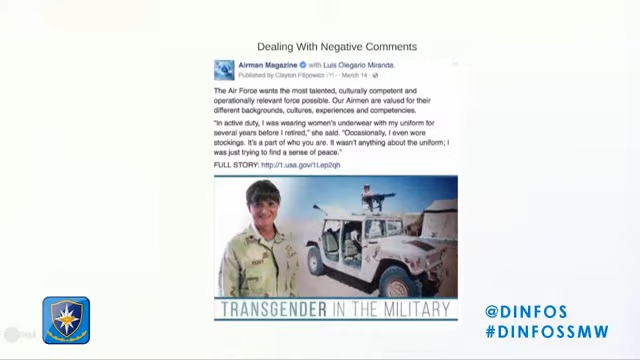 Dealing With Negative Comments
Airman Magazine with Luis Olegario Miranda.
Published by Clayton Filipowicz · March 14 ·
The Air Force wants the most talented, culturally competent and
operationally relevant force possible. Our Airmen are valued for their
different backgrounds, cultures, experiences and competencies.
"In active duty, I was wearing women's underwear with my uniform for
several years before I retired," she said. "Occasionally, I even wore
stockings. It's a part of who you are. It wasn't anything about the uniform; I
was just trying to find a sense of peace."
FULL STORY: http://1.usa.gov/1Lep2qh
TRANSGENDER IN THE MILITARY
@DINFOS
#DINFOSSMW